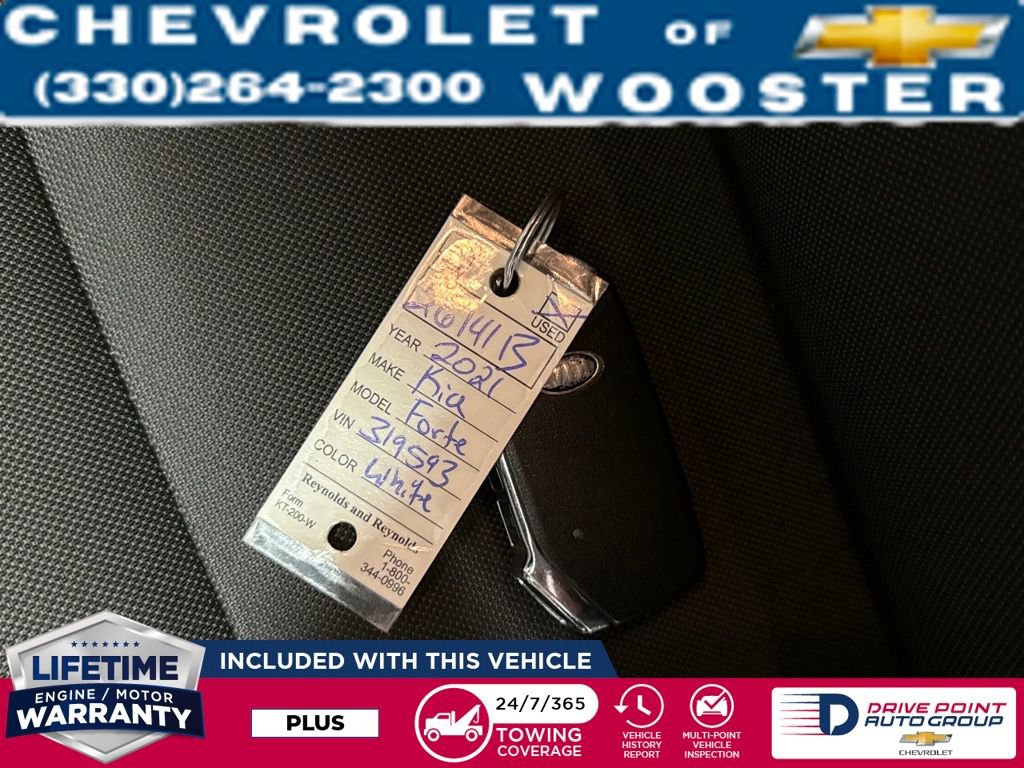 CHEVROLET OF
(330)264-2300 WOOSTER
USED
26141B
YEAR 2021
MAKE Kia
MODEL Forte
VIN 319593
COLOR White
Reynolds and Reynolds
Form
KT-200-W
Phone
1-800-
344-0996
LIFETIME
ENGINE / MOTOR
WARRANTY
INCLUDED WITH THIS VEHICLE
PLUS
24/7/365
TOWING
COVERAGE
VEHICLE
HISTORY
REPORT
MULTI-POINT
VEHICLE
INSPECTION
D
DRIVE POINT
AUTO GROUP
CHEVROLET